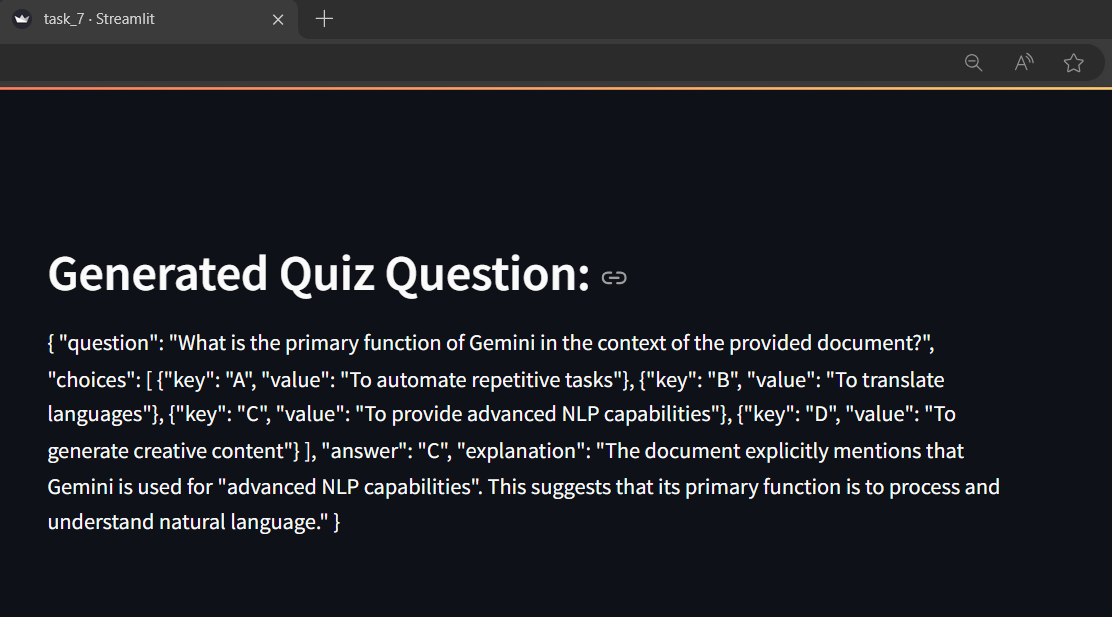 task_7 · Streamlit
Generated Quiz Question:
{ "question": "What is the primary function of Gemini in the context of the provided document?",
"choices": [ {"key": "A", "value": "To automate repetitive tasks"}, {"key": "B", "value": "To translate
languages"}, {"key": "C", "value": "To provide advanced NLP capabilities"}, {"key": "D", "value": "To
generate creative content"} ], "answer": "C", "explanation": "The document explicitly mentions that
Gemini is used for "advanced NLP capabilities". This suggests that its primary function is to process and
understand natural language." }